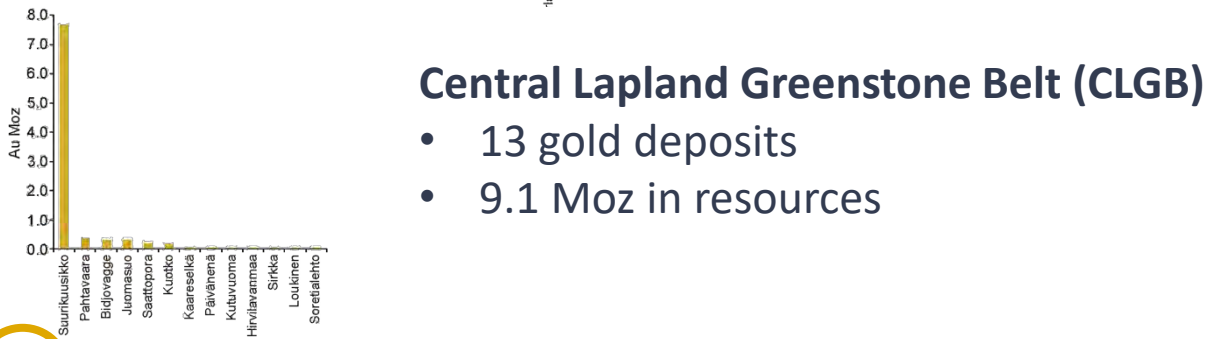 8.0
7.0
6.0
5.0
4.0
3.0
2.0
1.0
0.0
Au Moz
Suurikuusikko
Pahtavaara
Bidjovagge
Juomasuo
Saattopora
Kuotko
Kaareselkä
Päivänenä
Kutuvuoma
Hirvilavanmaa
Sirkka
Loukinen
Soretialehto
Central Lapland Greenstone Belt (CLGB)
• 13 gold deposits
• 9.1 Moz in resources